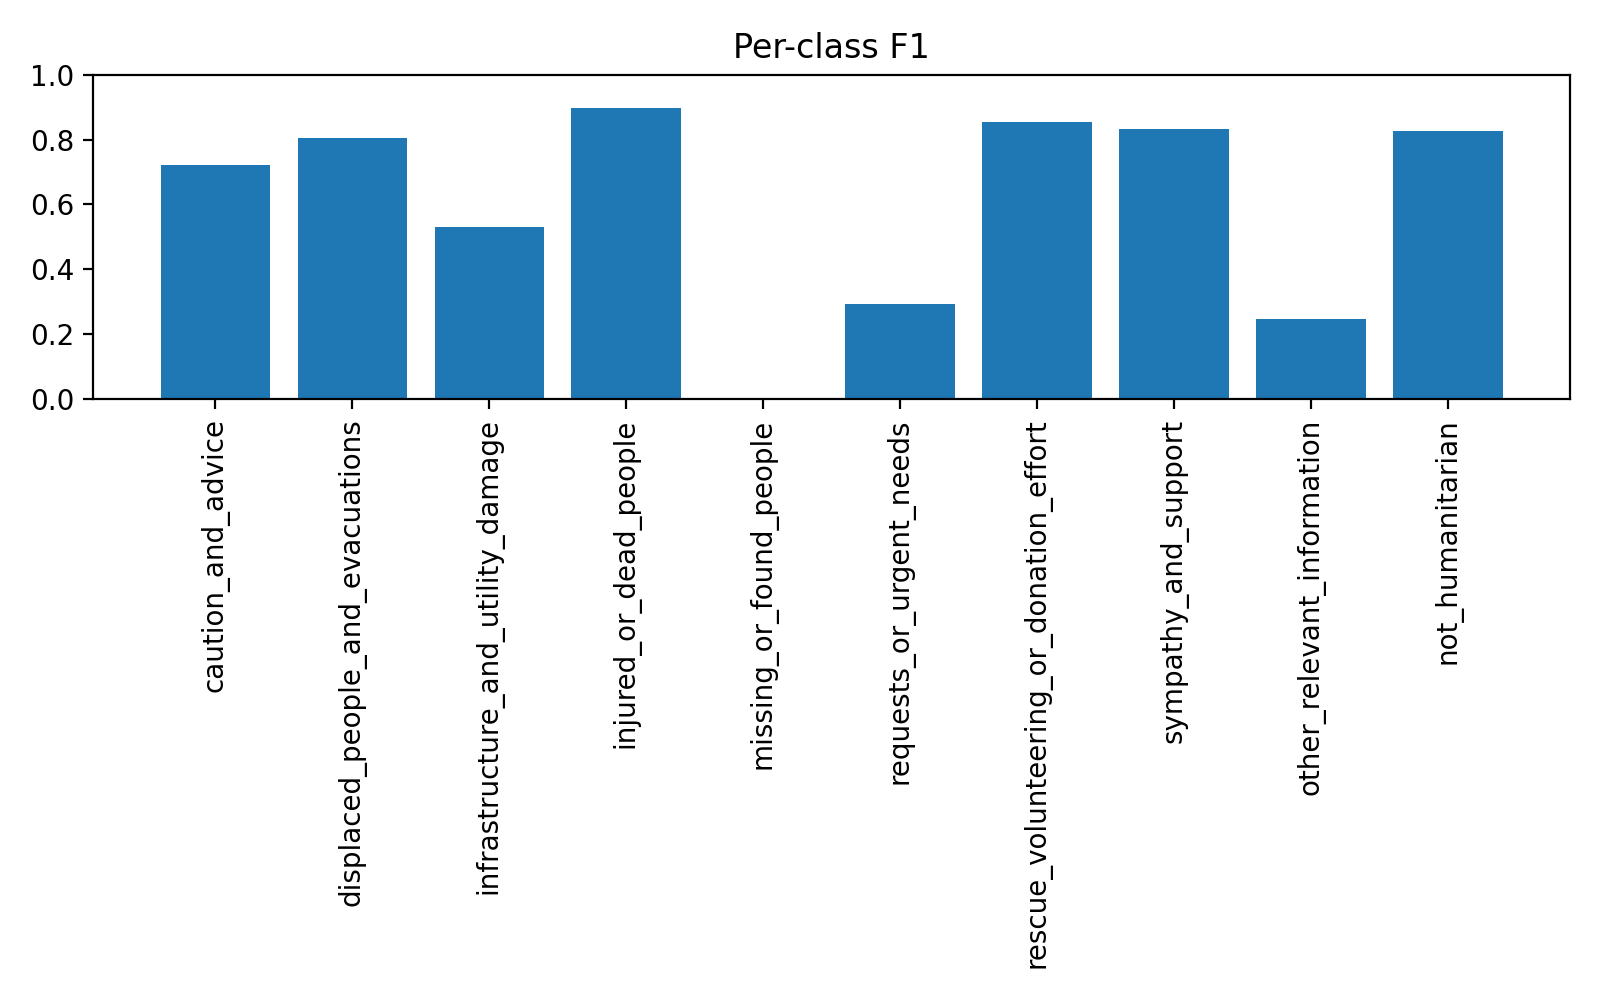 Per-class F1
1.0
0.8
0.6
0.4
0.2
0.0
caution_and_advice
displaced_people_and_evacuations
infrastructure_and_utility_damage
injured_or_dead_people
missing_or_found_people
requests_or_urgent_needs
rescue_volunteering_or_donation_effort
sympathy_and_support
other_relevant_information
not_humanitarian